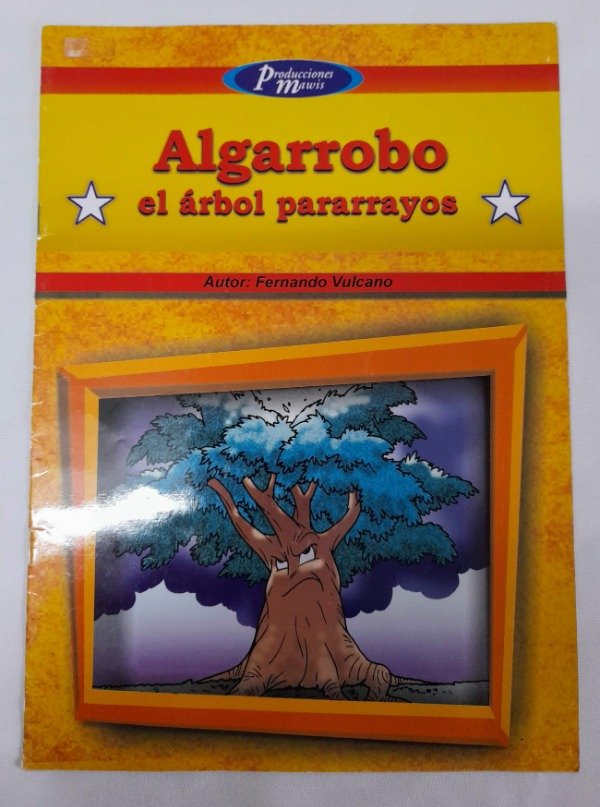 Producciones
Mawis
Algarrobo
el árbol pararrayos
Autor: Fernando Vulcano